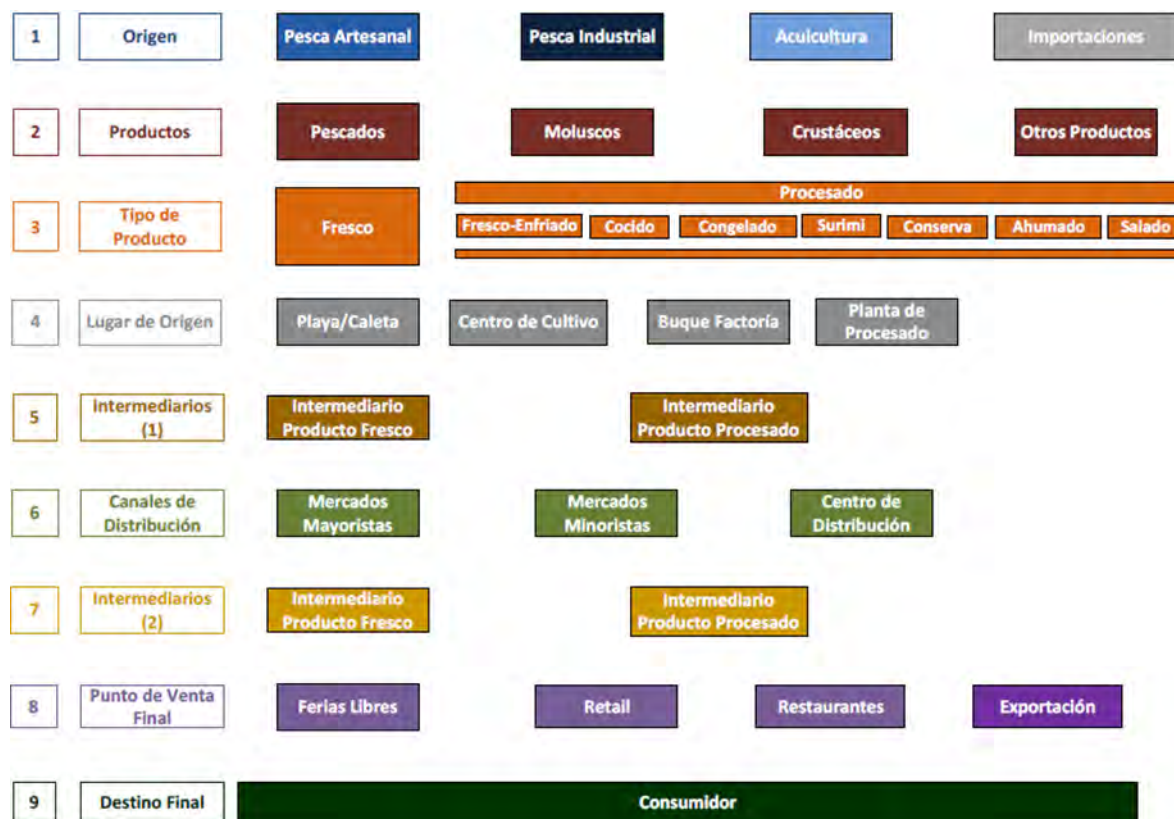 1 Origen Pesca Artesanal Pesca Industrial Acuicultura Importaciones
2 Productos Pescados Moluscos Crustáceos Otros Productos
Procesado
3 Tipo de Producto Fresco Fresco-Enfriado Cocido Congelado Surimi Conserva Ahumado Salado
4 Lugar de Origen Playa/Caleta Centro de Cultivo Buque Factoría Planta de Procesado
5 Intermediarios (1) Intermediario Producto Fresco Intermediario Producto Procesado
6 Canales de Distribución Mercados Mayoristas Mercados Minoristas Centro de Distribución
7 Intermediarios (2) Intermediario Producto Fresco Intermediario Producto Procesado
8 Punto de Venta Final Ferias Libres Retail Restaurantes Exportación
9 Destino Final Consumidor